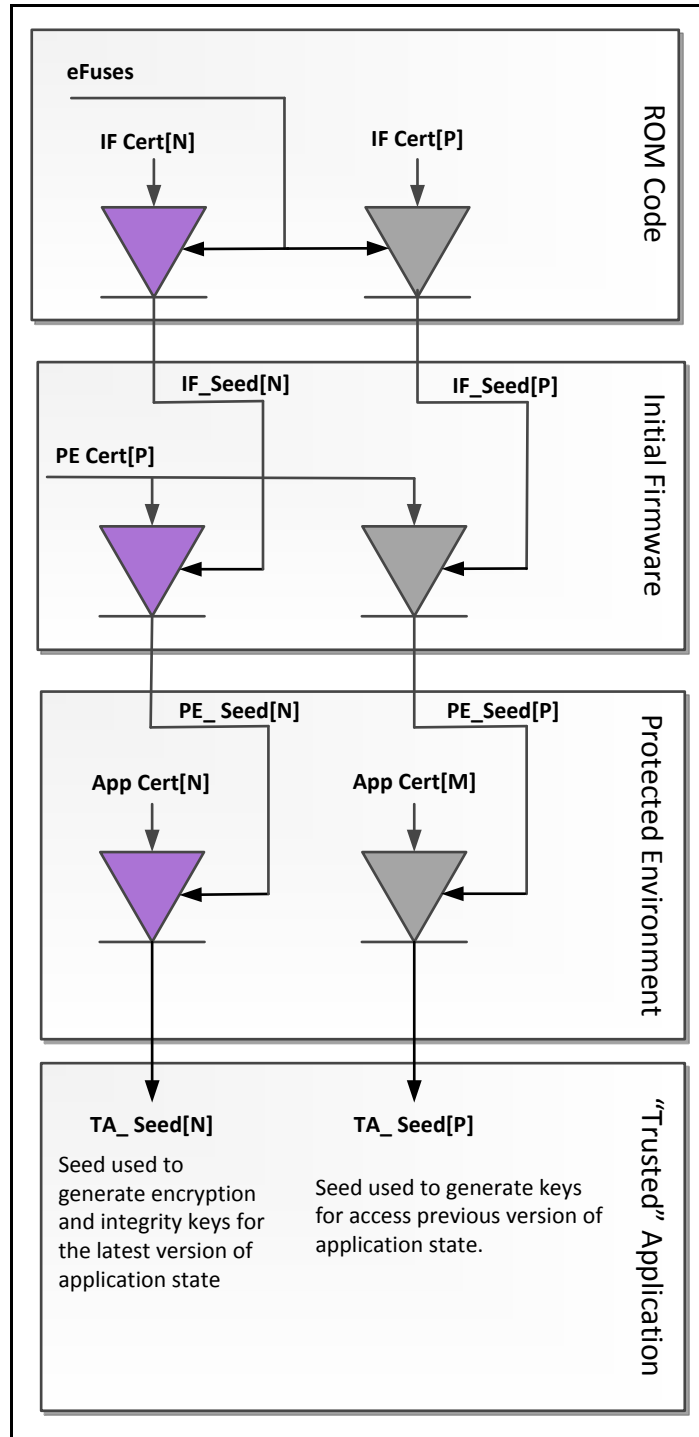 eFuses
IF Cert[N]
IF Cert[P]
ROM Code
IF_Seed[N]
IF_Seed[P]
PE Cert[P]
Initial Firmware
PE_ Seed[N]
PE_Seed[P]
App Cert[N]
App Cert[M]
Protected Environment
TA_ Seed[N]
TA_ Seed[P]
Seed used to
generate encryption
and integrity keys for
the latest version of
application state
Seed used to generate keys
for access previous version of
application state.
“Trusted” Application